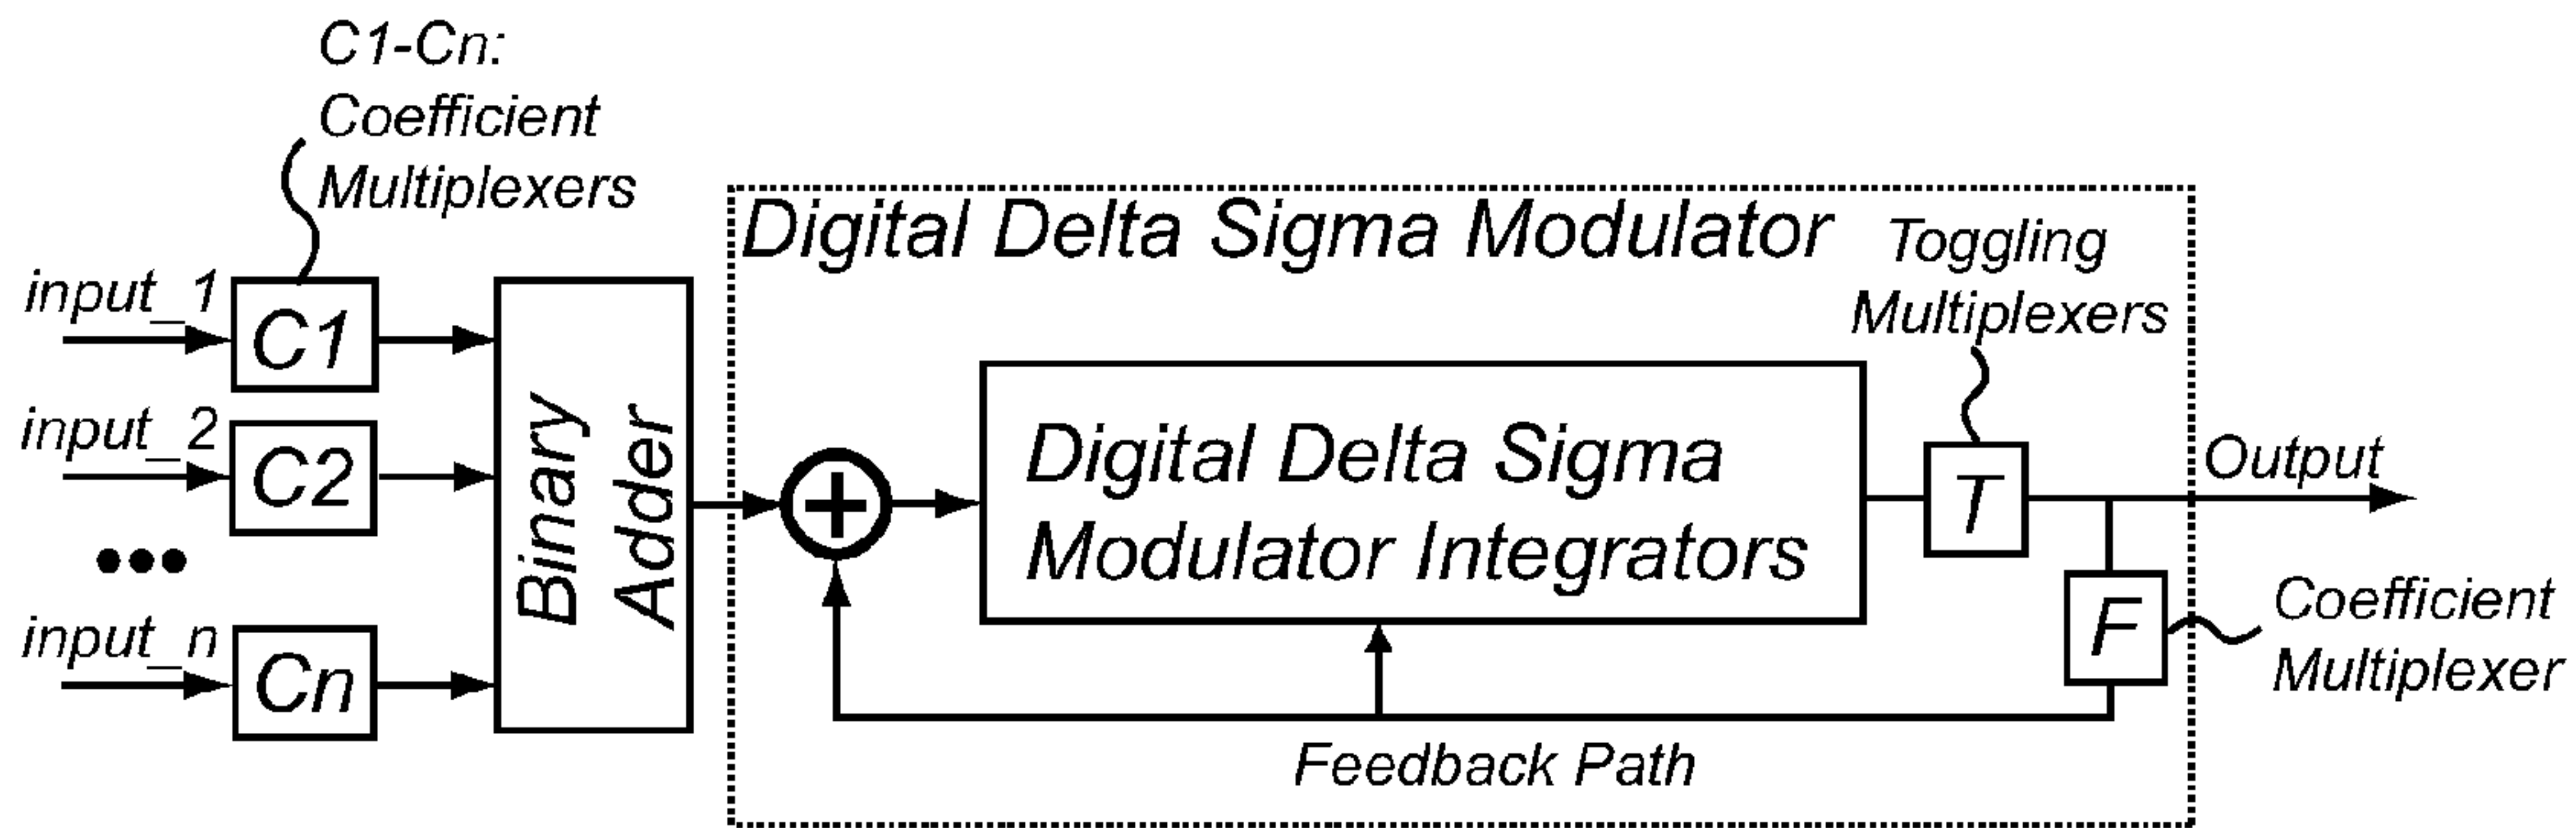 C1-Cn:
Coefficient
Multiplexers
input_1
C1
input_2
C2
input_n
Cn
Binary
Adder
Digital Delta Sigma Modulator
Toggling
Multiplexers
+
Digital Delta Sigma
Modulator Integrators
T
Output
F
Coefficient
Multiplexer
Feedback Path